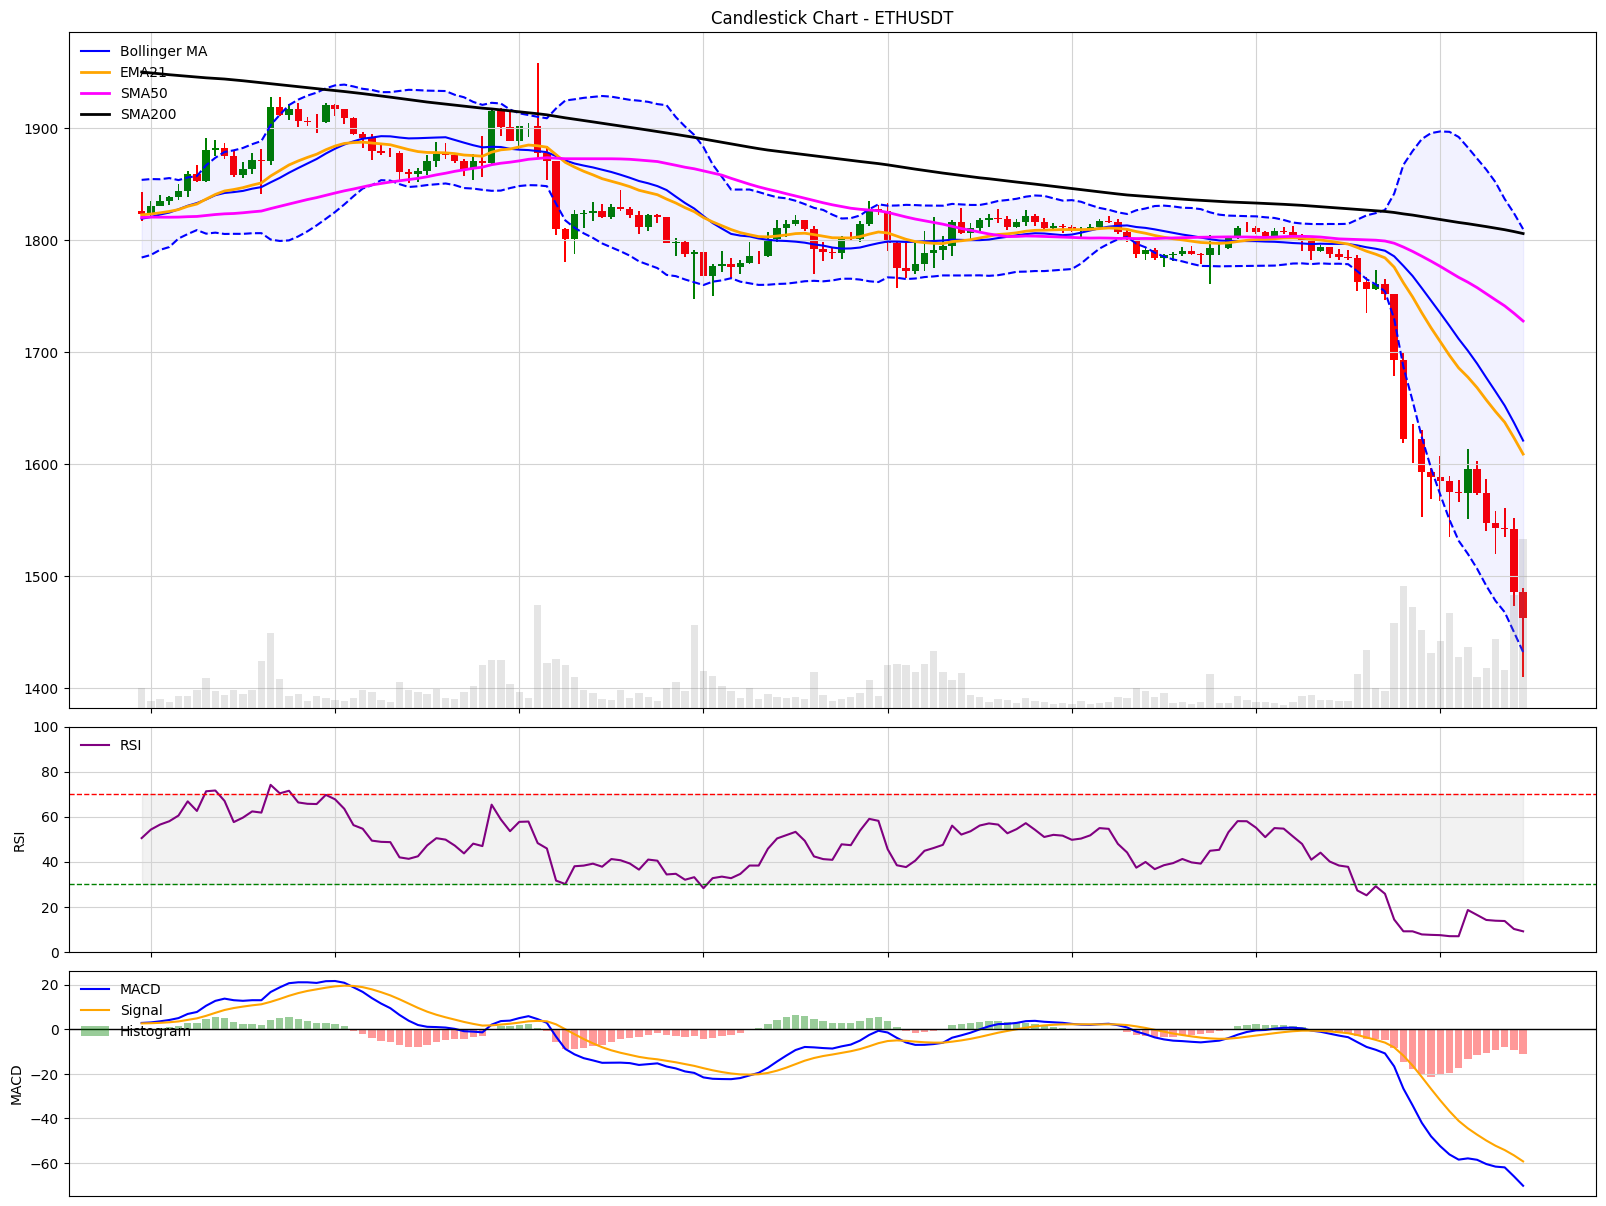 Candlestick Chart - ETHUSDT
Bollinger MA
EMA21
SMA50
SMA200
1900
1800
1700
1600
1500
1400
RSI
100
80
60
40
20
0
RSI
MACD
Signal
Histogram
20
0
−20
−40
−60
MACD